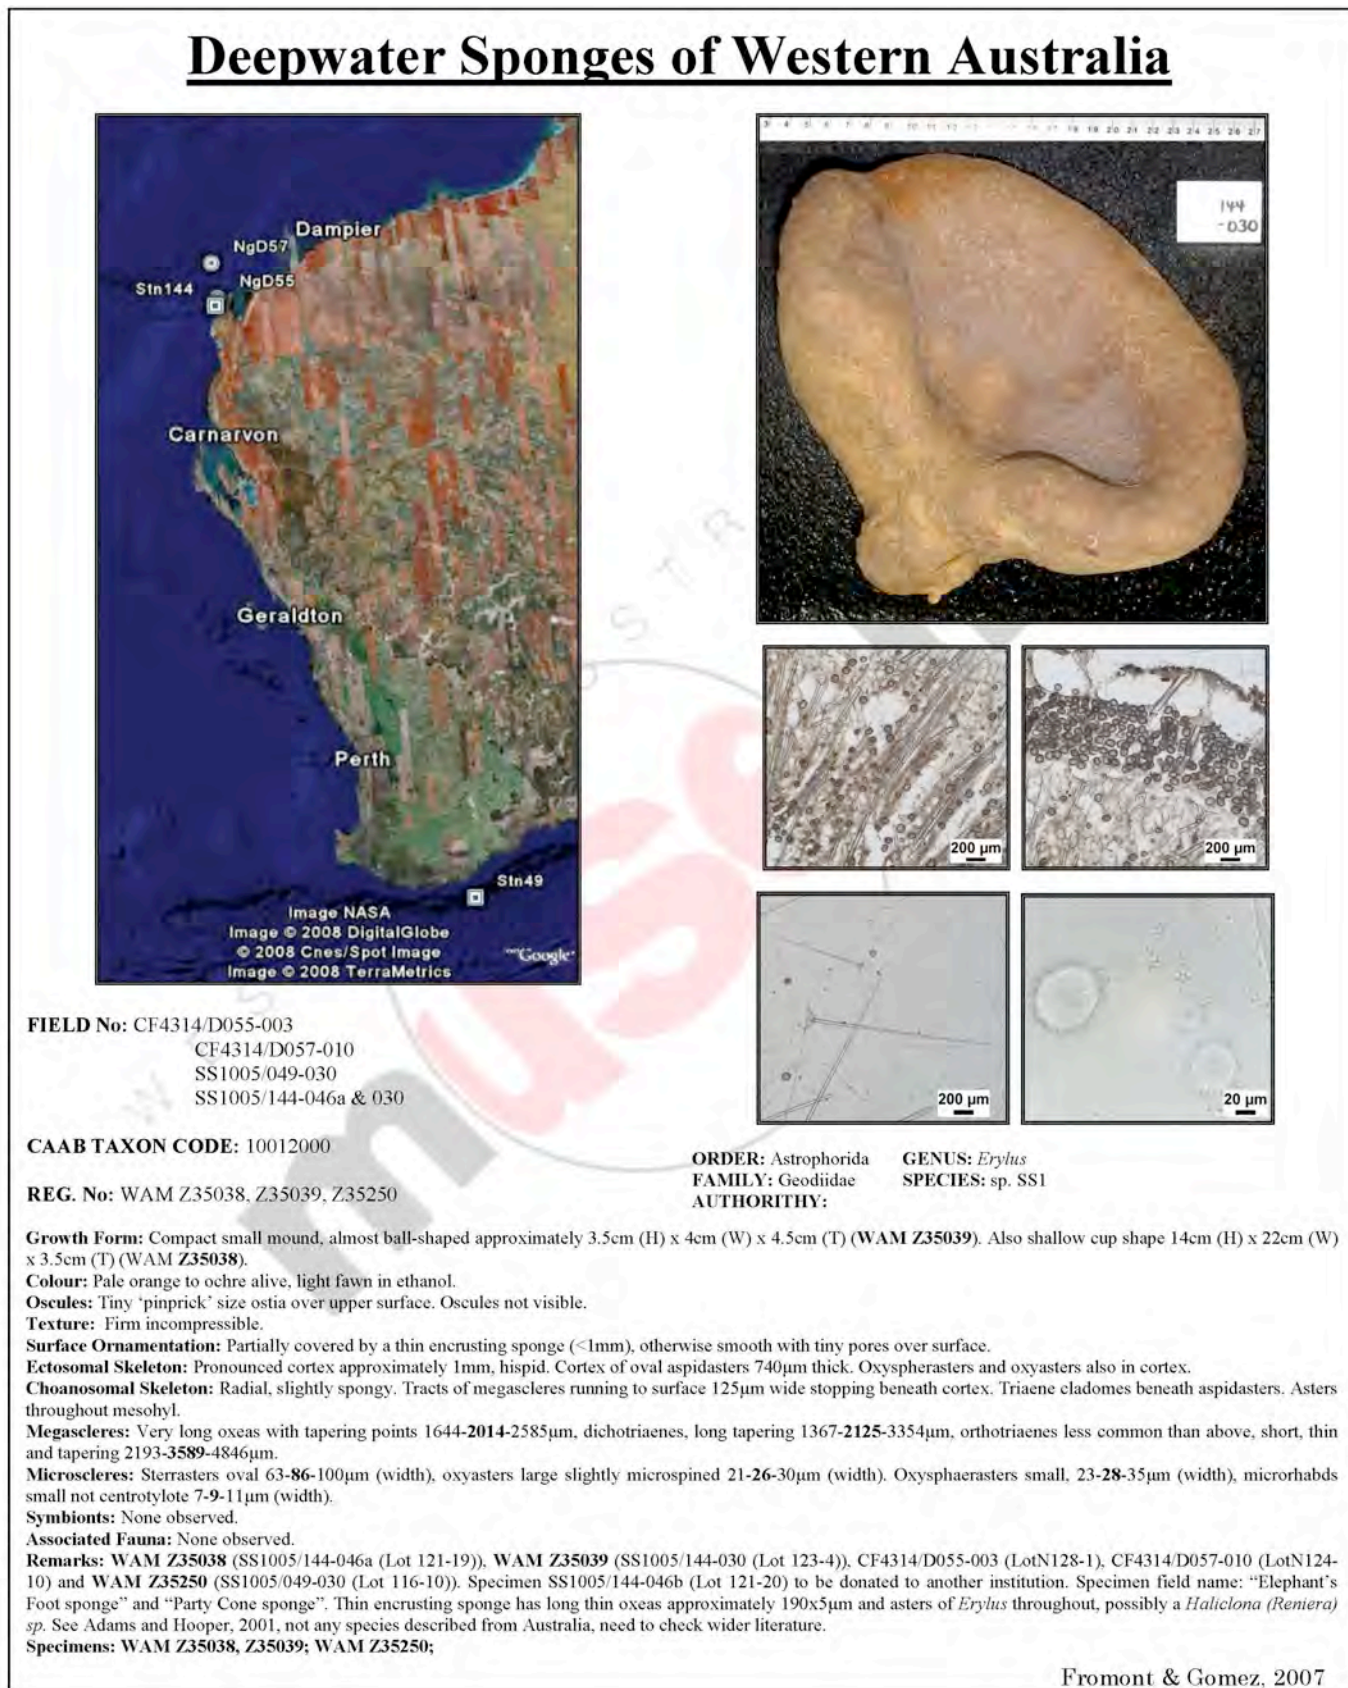 Deepwater Sponges of Western Australia
Dampier
NgD57
NgD55
Stn144
Carnarvon
Geraldton
Perth
Stn49
Image NASA
Image © 2008 DigitalGlobe
© 2008 Cnes/Spot Image
Image © 2008 TerraMetrics
Google
144
-030
200 µm
200 µm
200 µm
20 µm
FIELD No: CF4314/D055-003
CF4314/D057-010
SS1005/049-030
SS1005/144-046a & 030
CAAB TAXON CODE: 10012000
REG. No: WAM Z35038, Z35039, Z35250
ORDER: Astrophorida GENUS: Erylus
FAMILY: Geodiidae SPECIES: sp. SS1
AUTHORITHY:
Growth Form: Compact small mound, almost ball-shaped approximately 3.5cm (H) x 4cm (W) x 4.5cm (T) (WAM Z35039). Also shallow cup shape 14cm (H) x 22cm (W)
x 3.5cm (T) (WAM Z35038).
Colour: Pale orange to ochre alive, light fawn in ethanol.
Oscules: Tiny ‘pinprick’ size ostia over upper surface. Oscules not visible.
Texture: Firm incompressible.
Surface Ornamentation: Partially covered by a thin encrusting sponge (<1mm), otherwise smooth with tiny pores over surface.
Ectosomal Skeleton: Pronounced cortex approximately 1mm, hispid. Cortex of oval aspidasters 740µm thick. Oxyspherasters and oxyasters also in cortex.
Choanosomal Skeleton: Radial, slightly spongy. Tracts of megascleres running to surface 125µm wide stopping beneath cortex. Triaene cladomes beneath aspidasters. Asters
throughout mesohyl.
Megascleres: Very long oxeas with tapering points 1644-2014-2585µm, dichotriaenes, long tapering 1367-2125-3354µm, orthotriaenes less common than above, short, thin
and tapering 2193-3589-4846µm.
Microscleres: Sterrasters oval 63-86-100µm (width), oxyasters large slightly microspined 21-26-30µm (width). Oxysphaerasters small, 23-28-35µm (width), microrhabds
small not centrotylote 7-9-11µm (width).
Symbionts: None observed.
Associated Fauna: None observed.
Remarks: WAM Z35038 (SS1005/144-046a (Lot 121-19)), WAM Z35039 (SS1005/144-030 (Lot 123-4)), CF4314/D055-003 (LotN128-1), CF4314/D057-010 (LotN124-
10) and WAM Z35250 (SS1005/049-030 (Lot 116-10)). Specimen SS1005/144-046b (Lot 121-20) to be donated to another institution. Specimen field name: “Elephant’s
Foot sponge” and “Party Cone sponge”. Thin encrusting sponge has long thin oxeas approximately 190x5µm and asters of Erylus throughout, possibly a Haliclona (Reniera)
sp. See Adams and Hooper, 2001, not any species described from Australia, need to check wider literature.
Specimens: WAM Z35038, Z35039; WAM Z35250;
Fromont & Gomez, 2007